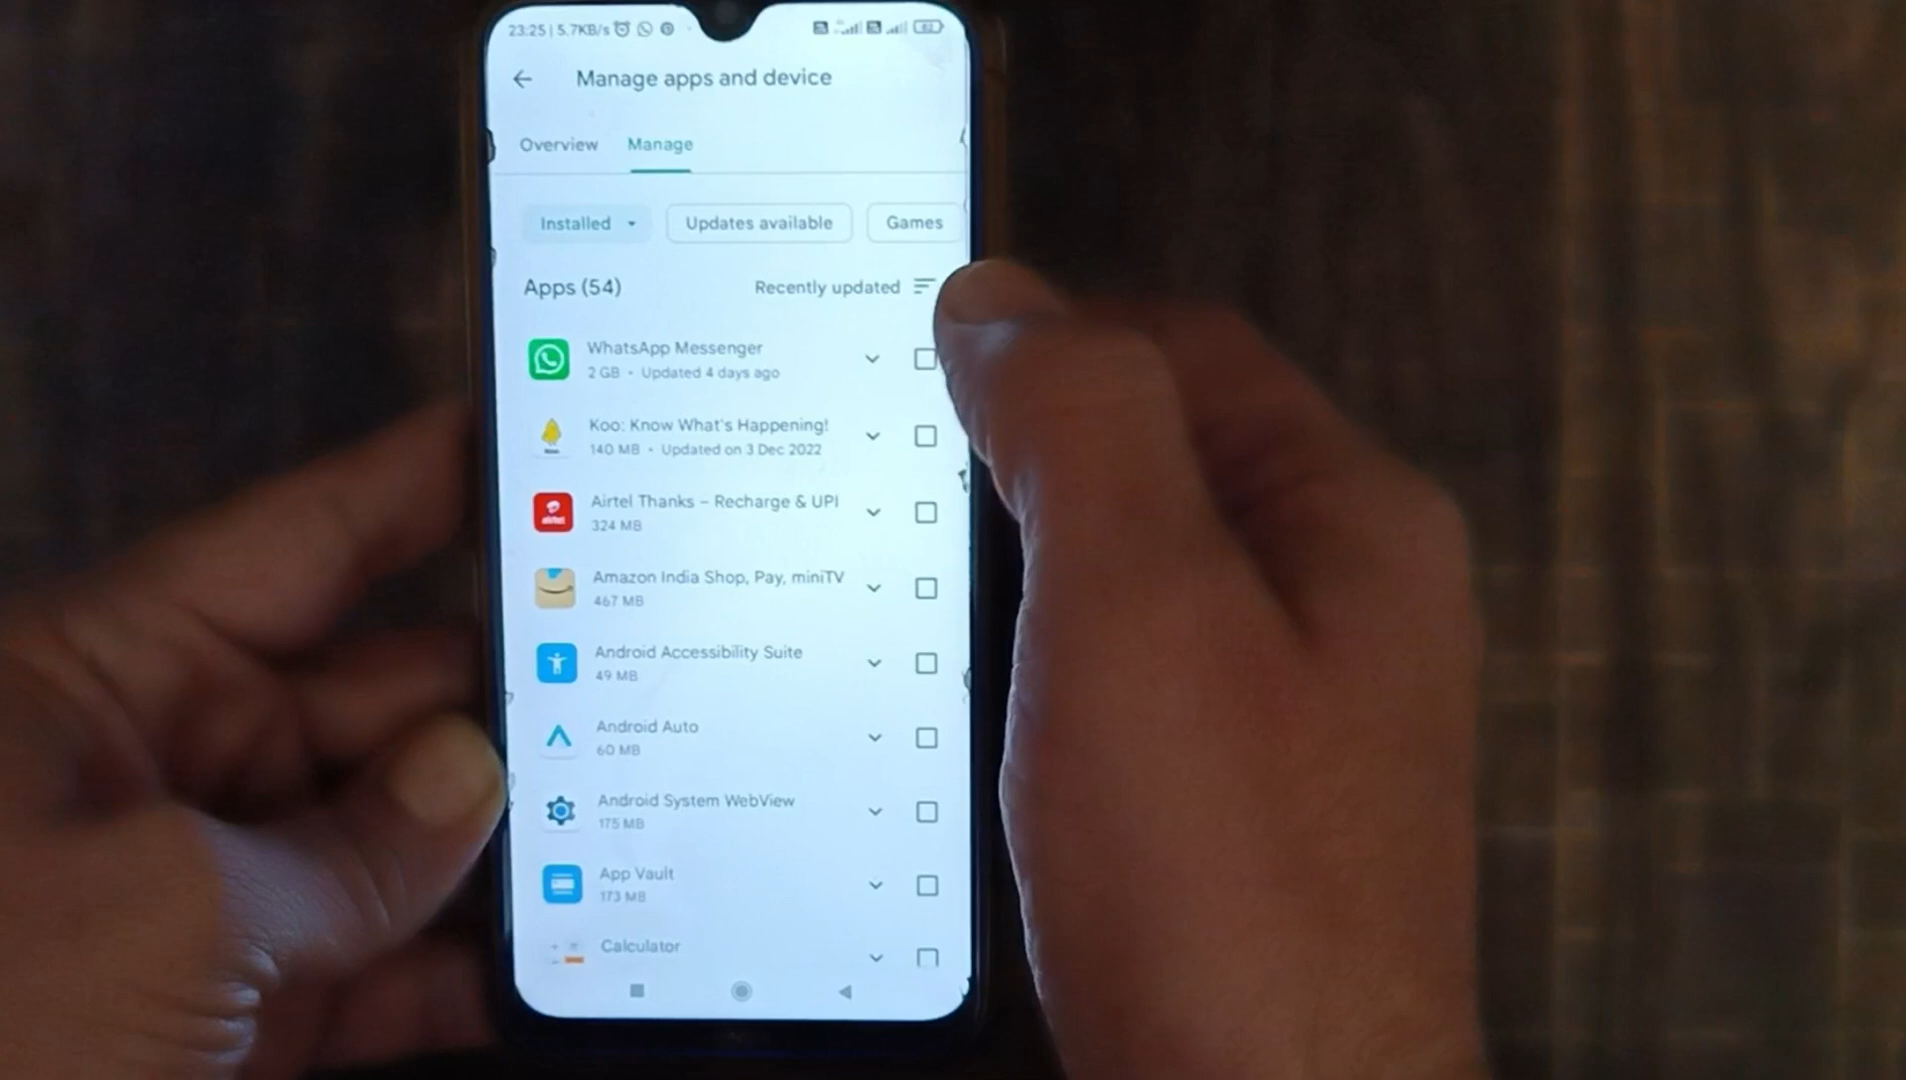 23:25 | 5.7KB/s
Manage apps and device
Overview Manage
Installed Updates available Games
Apps (54) Recently updated
WhatsApp Messenger
2 GB • Updated 4 days ago
Koo: Know What's Happening!
140 MB • Updated on 3 Dec 2022
Airtel Thanks – Recharge & UPI
airtel
324 MB
Amazon India Shop, Pay, miniTV
467 MB
Android Accessibility Suite
49 MB
Android Auto
60 MB
Android System WebView
175 MB
App Vault
173 MB
Calculator